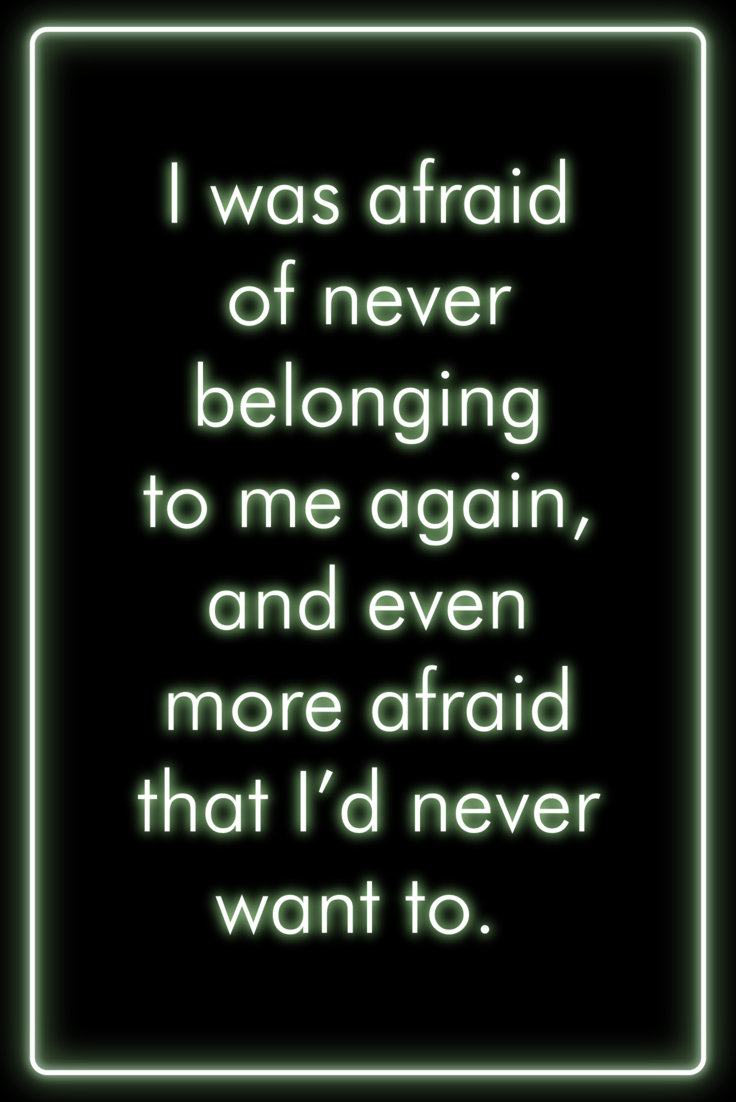 I was afraid
of never
belonging
to me again,
and even
more afraid
that I’d never
want to.